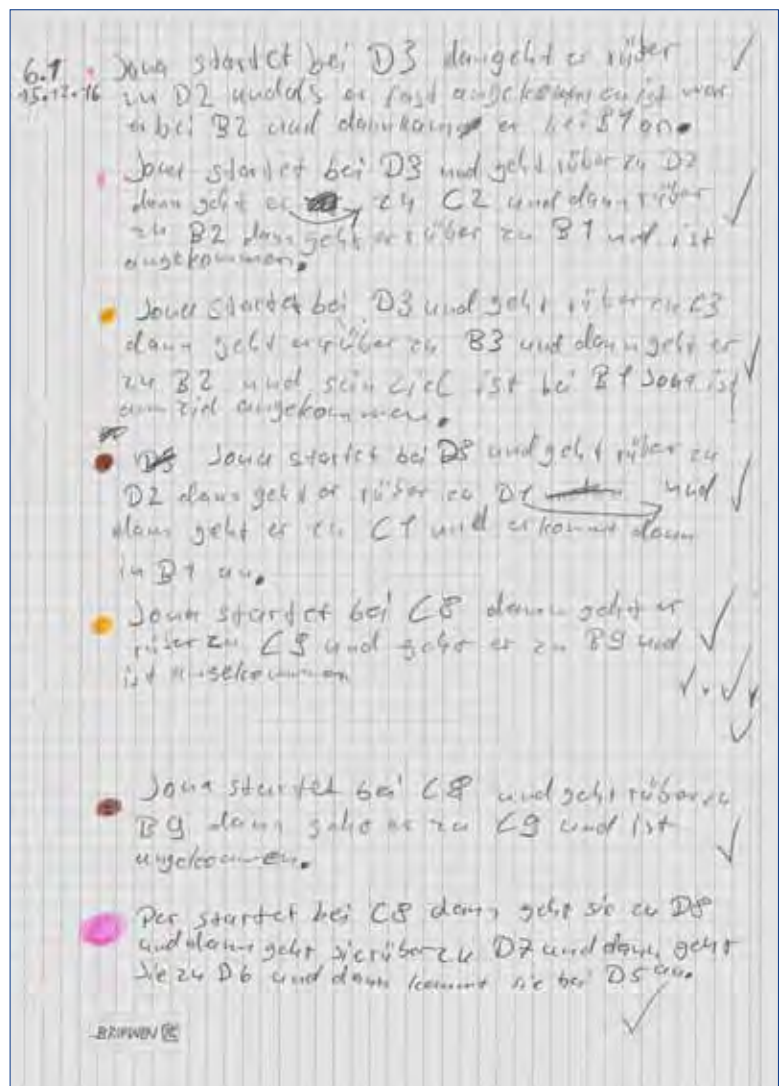 6.1 Jona startet bei D3 dan geht er rüber
15.12.16 zu D2 und als er fast angekommen ist war
er bei B2 und dann kam er bei B1 on.
Jona startet bei D3 und geht rüber zu D2
dann geht er zu C2 und dann rüber
zu B2 dann geht er rüber zu B1 und ist
angekommen.
Jona startet bei D3 und geht rüber zu C3
dann geht er rüber zu B3 und dann geht er
zu B2 und sein ziel ist bei B1 Jona ist
am ziel angekommen.
Jona startet bei D8 und geht rüber zu
D2 dann geht er rüber zu D1 und
dann geht er zu C1 und er kommt dann
in B1 an.
Jona startet bei C8 dann geht er
rüber zu C9 und geht er zu B9 und
ist angekommen
Jona startet bei C8 und geht rüber zu
B9 dann geht er zu C9 und ist
angekommen.
Per startet bei C8 dann geht sie zu D8
und dann geht sie rüber zu D7 und dann geht
sie zu D6 und dann kommt sie bei D5 an.
BRUNNEN